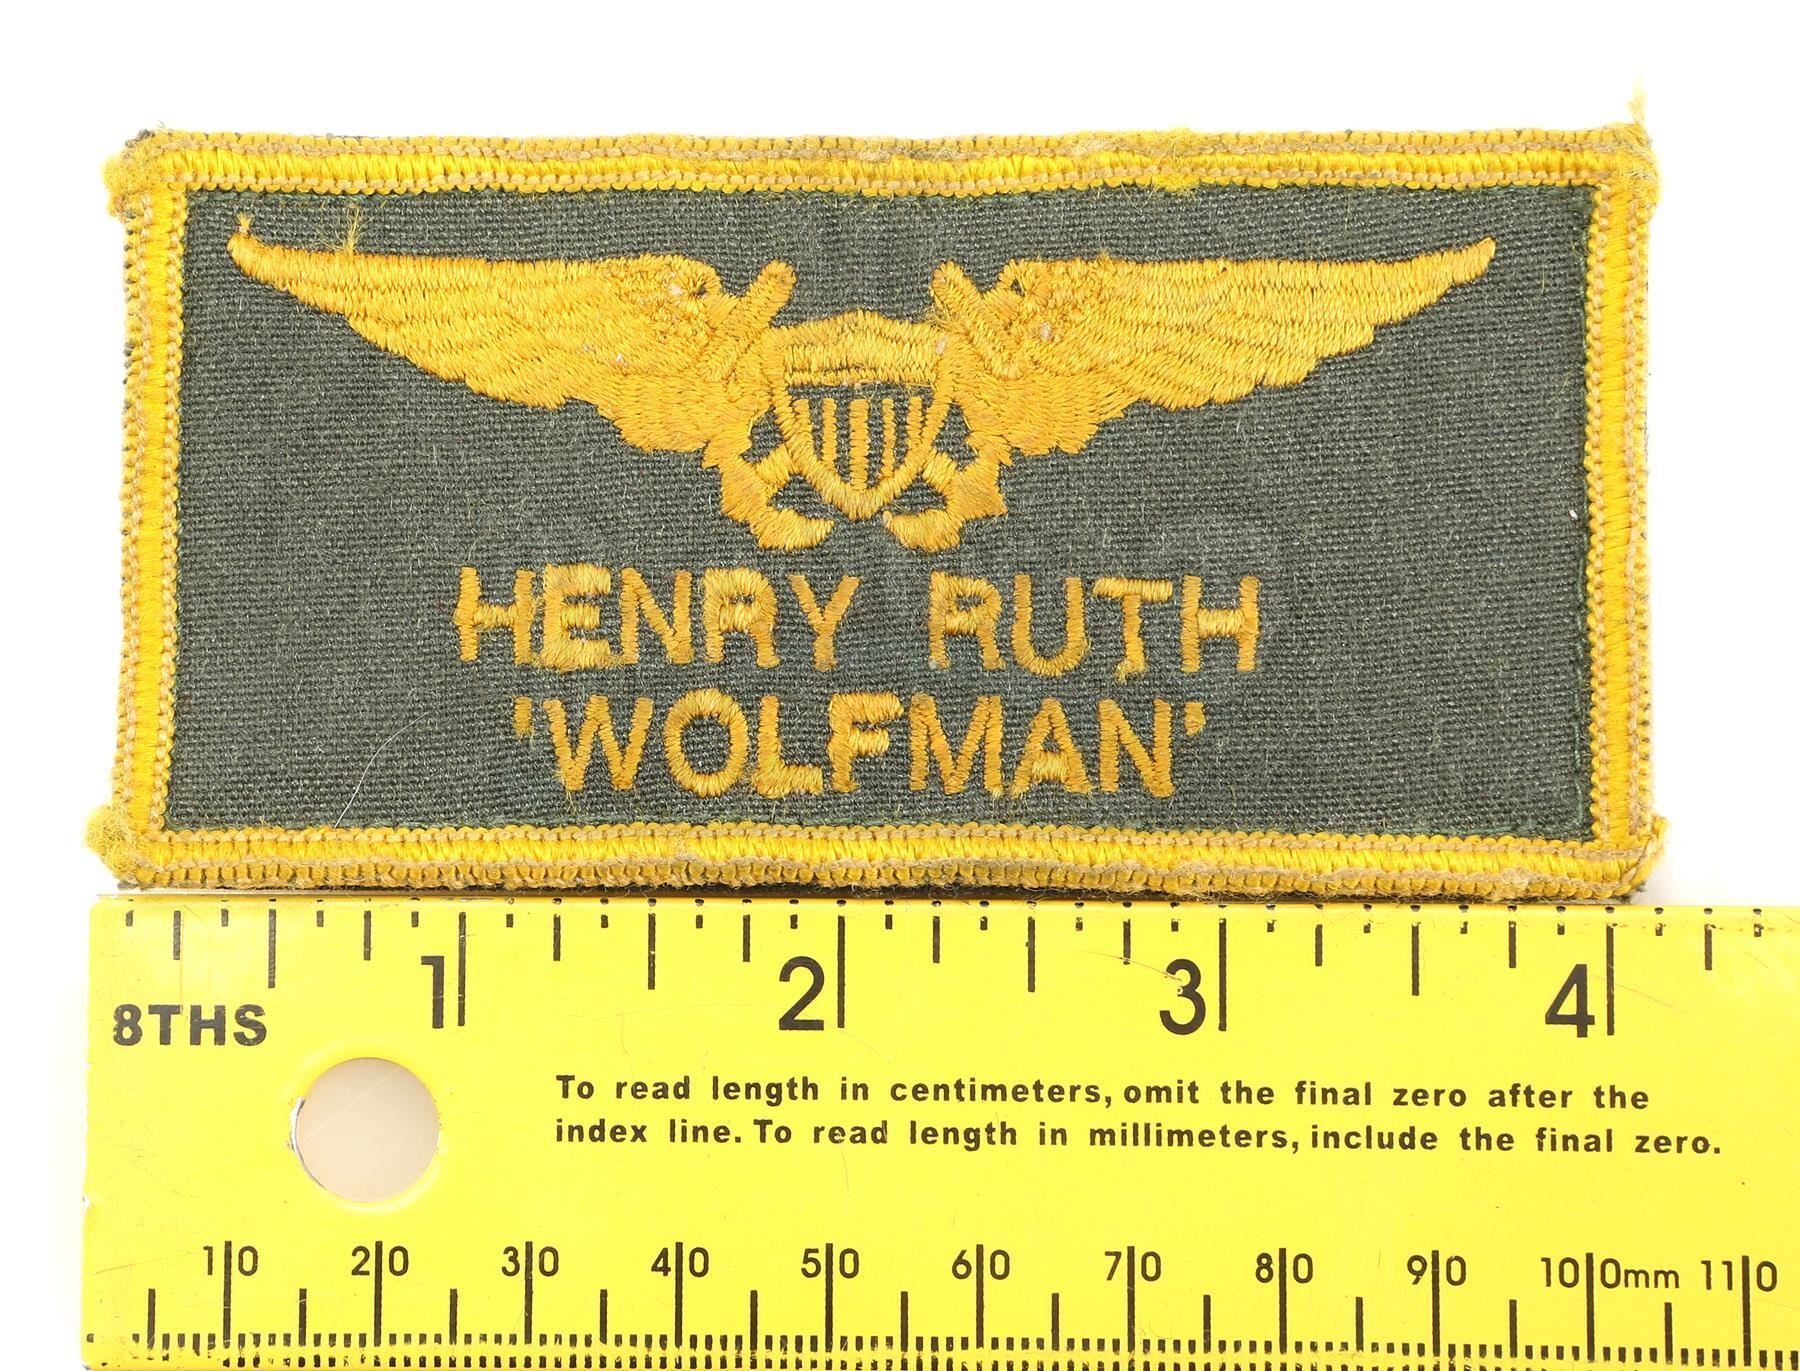 HENRY RUTH
'WOLFMAN'
1 2 3 4
8THS
To read length in centimeters, omit the final zero after the
index line. To read length in millimeters, include the final zero.
10 20 30 40 50 60 70 80 90 100mm 110